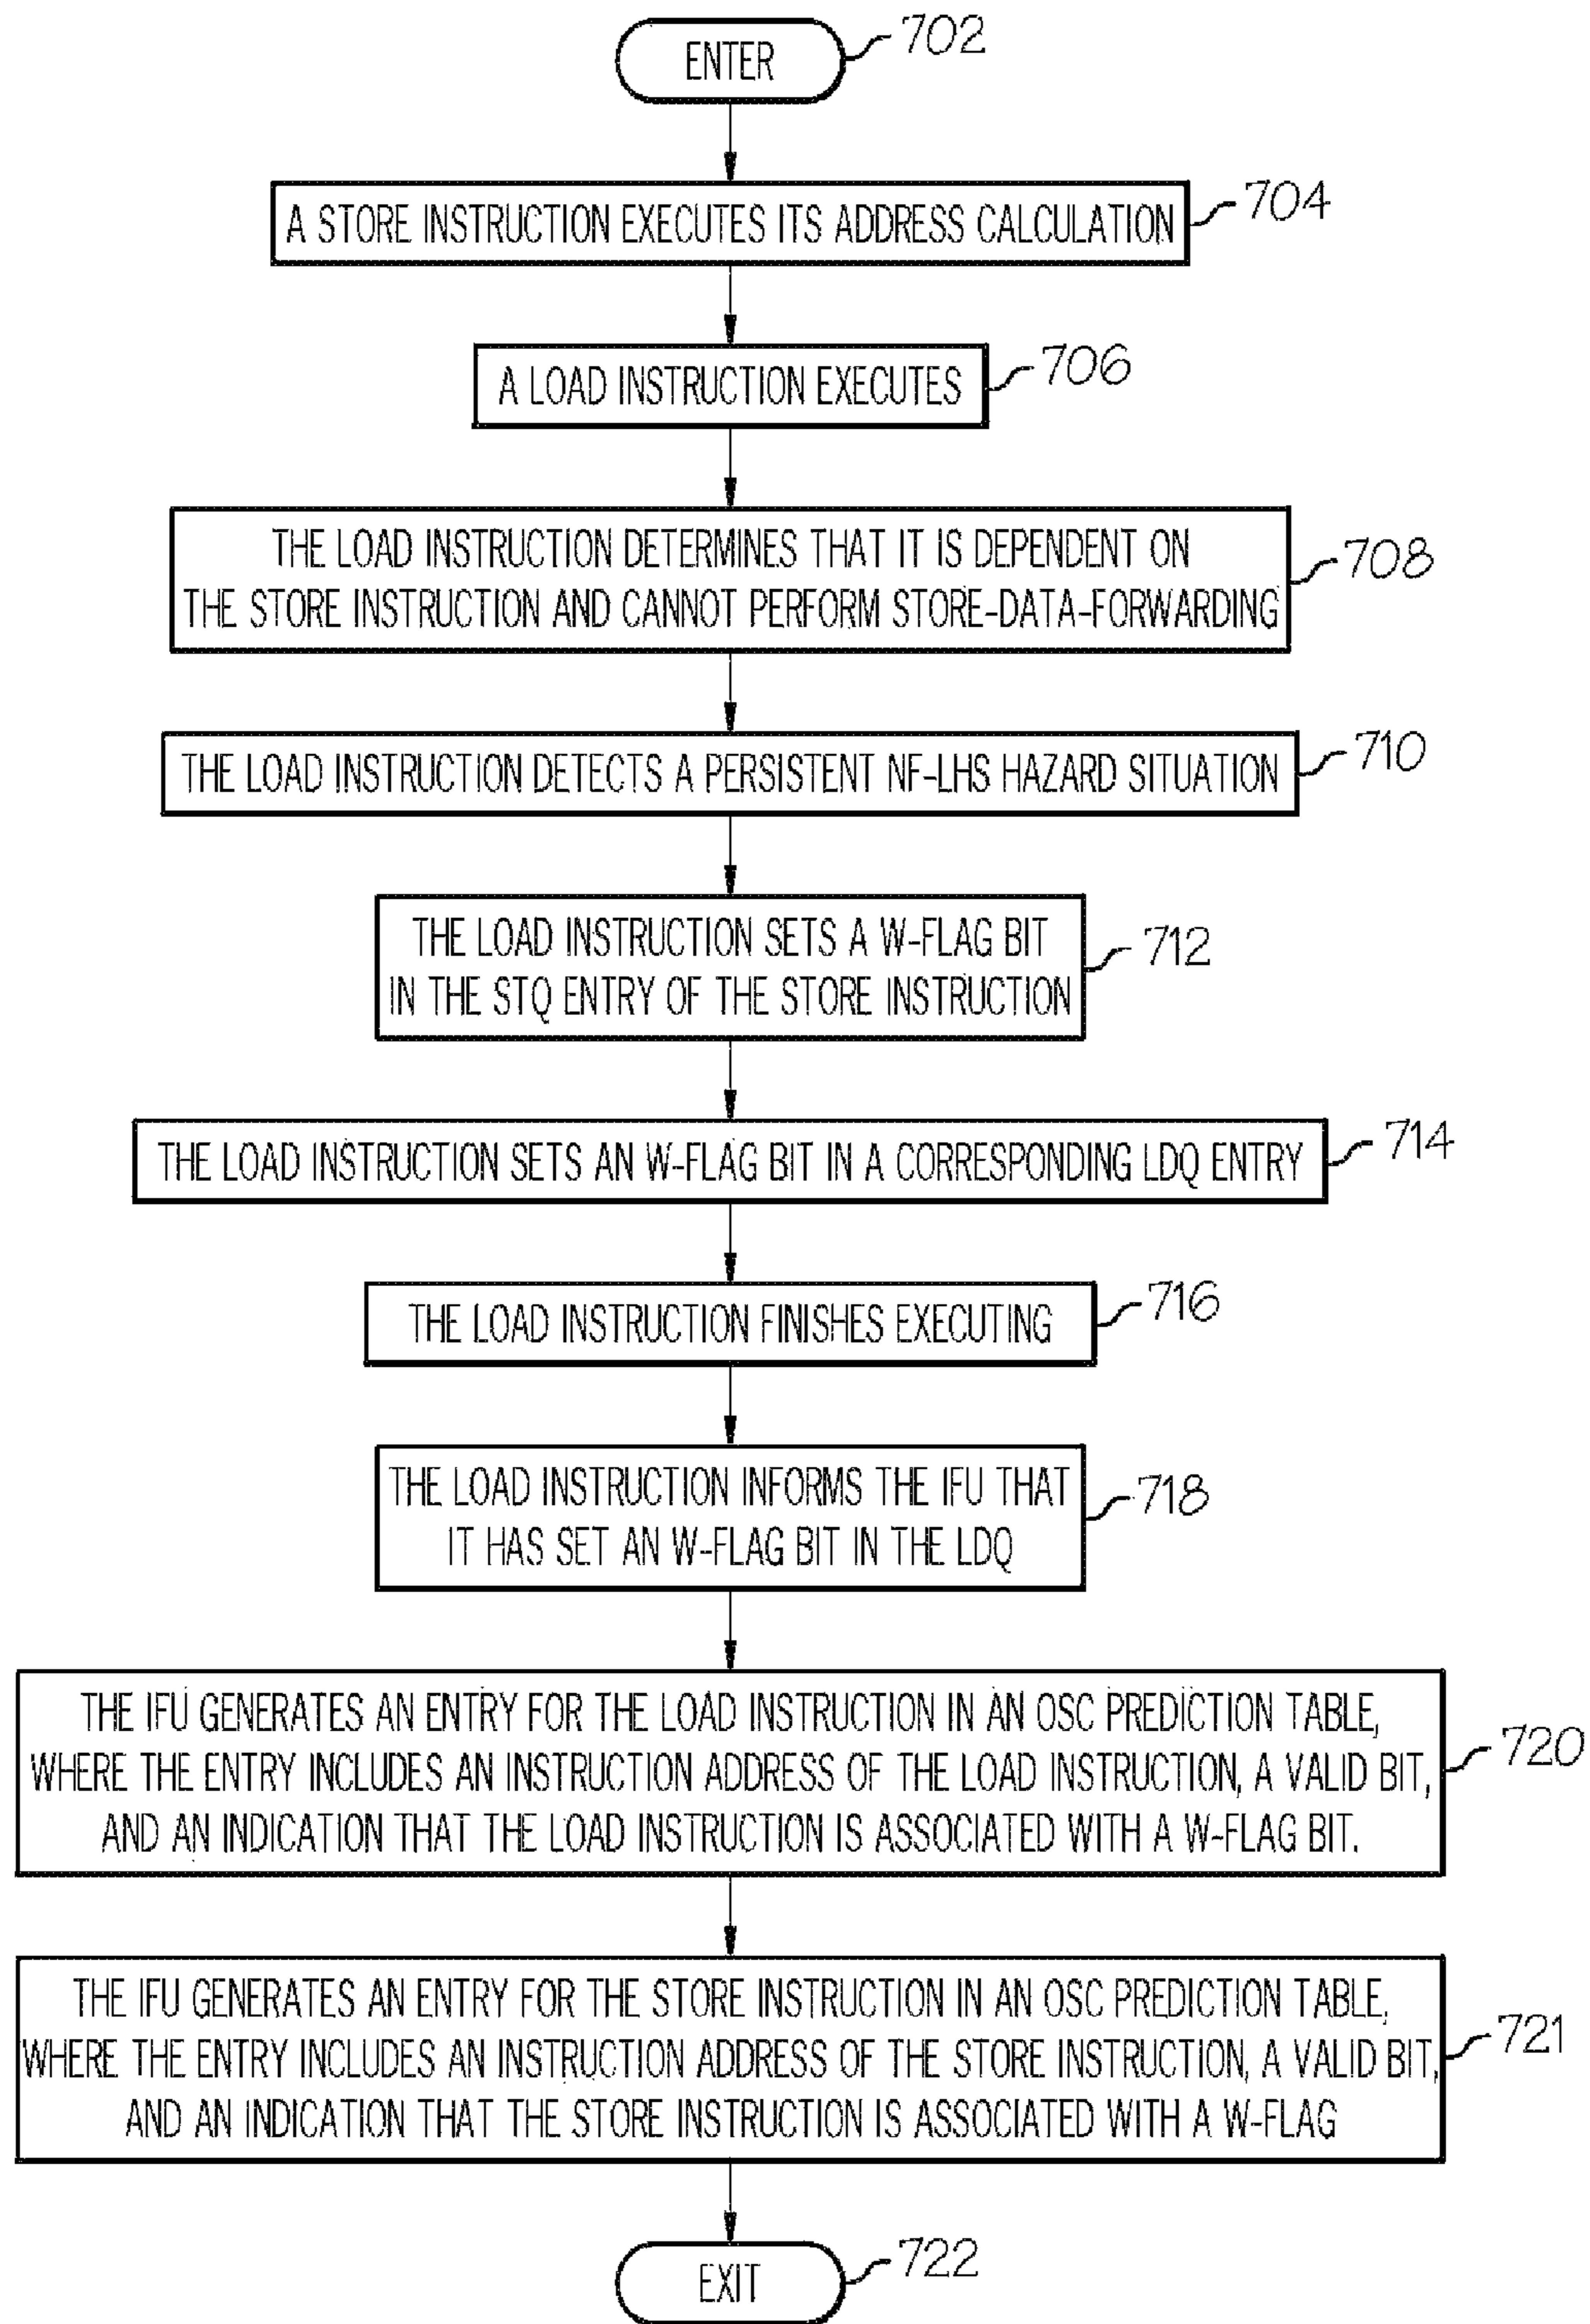 ENTER
702
A STORE INSTRUCTION EXECUTES ITS ADDRESS CALCULATION
704
A LOAD INSTRUCTION EXECUTES
706
THE LOAD INSTRUCTION DETERMINES THAT IT IS DEPENDENT ON
THE STORE INSTRUCTION AND CANNOT PERFORM STORE-DATA-FORWARDING
708
THE LOAD INSTRUCTION DETECTS A PERSISTENT NF-LHS HAZARD SITUATION
710
THE LOAD INSTRUCTION SETS A W-FLAG BIT
IN THE STQ ENTRY OF THE STORE INSTRUCTION
712
THE LOAD INSTRUCTION SETS AN W-FLAG BIT IN A CORRESPONDING LDQ ENTRY
714
THE LOAD INSTRUCTION FINISHES EXECUTING
716
THE LOAD INSTRUCTION INFORMS THE IFU THAT
IT HAS SET AN W-FLAG BIT IN THE LDQ
718
THE IFU GENERATES AN ENTRY FOR THE LOAD INSTRUCTION IN AN OSC PREDICTION TABLE,
WHERE THE ENTRY INCLUDES AN INSTRUCTION ADDRESS OF THE LOAD INSTRUCTION, A VALID BIT,
AND AN INDICATION THAT THE LOAD INSTRUCTION IS ASSOCIATED WITH A W-FLAG BIT.
720
THE IFU GENERATES AN ENTRY FOR THE STORE INSTRUCTION IN AN OSC PREDICTION TABLE,
WHERE THE ENTRY INCLUDES AN INSTRUCTION ADDRESS OF THE STORE INSTRUCTION, A VALID BIT,
AND AN INDICATION THAT THE STORE INSTRUCTION IS ASSOCIATED WITH A W-FLAG
721
EXIT
722